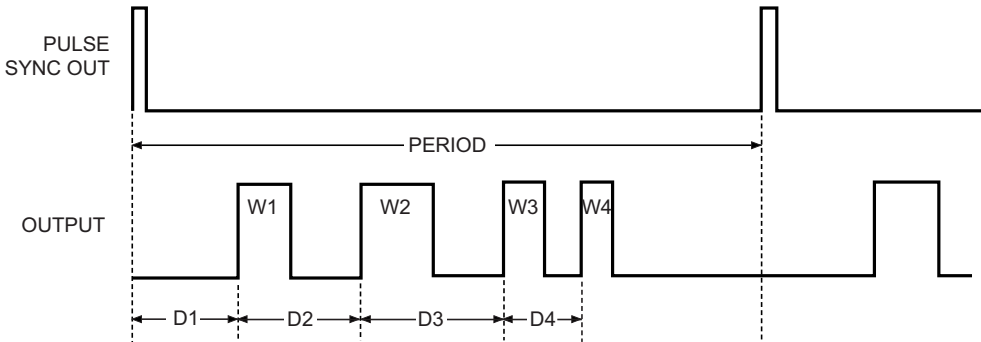 PULSE
SYNC OUT
PERIOD
OUTPUT
W1
W2
W3
W4
D1
D2
D3
D4